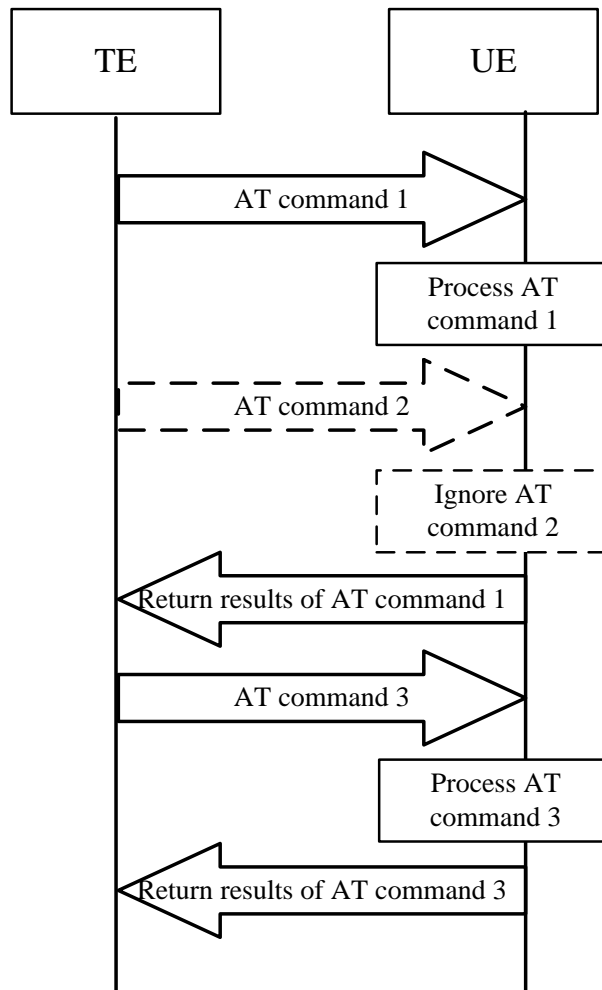 TE
UE
AT command 1
Process AT
command 1
AT command 2
Ignore AT
command 2
Return results of AT command 1
AT command 3
Process AT
command 3
Return results of AT command 3